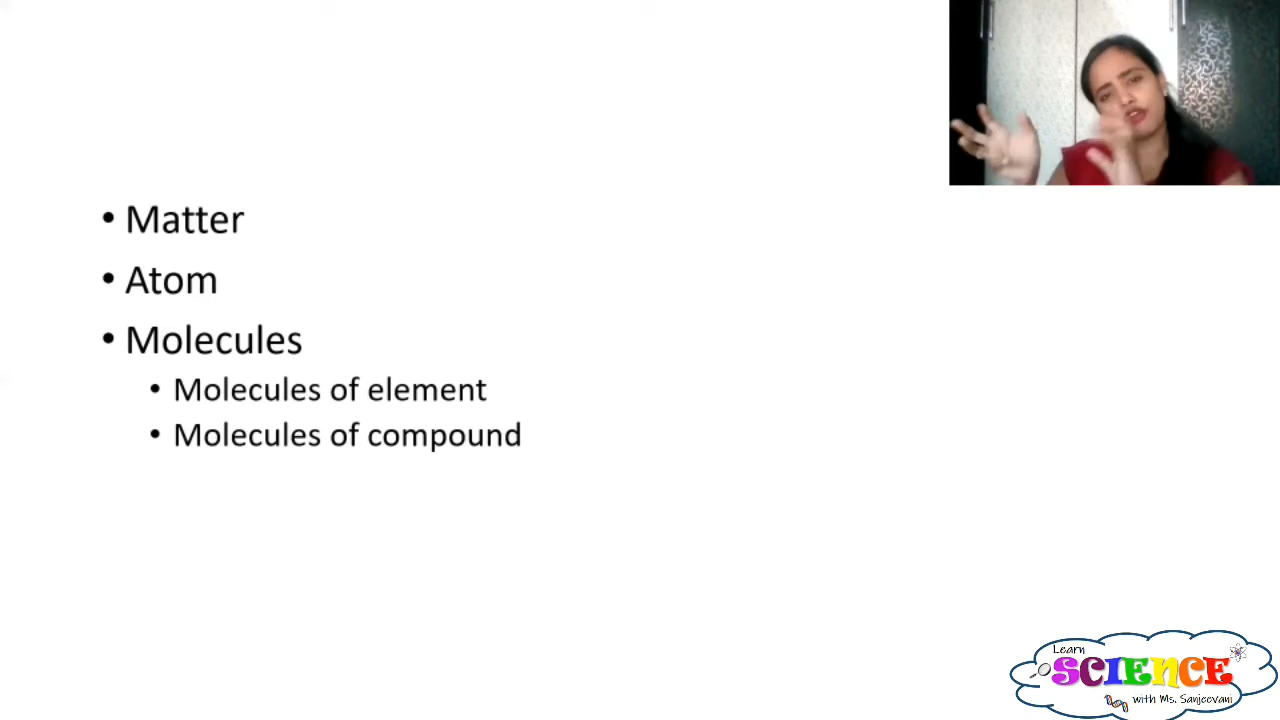 • Matter
• Atom
• Molecules
• Molecules of element
• Molecules of compound
Learn
SCIENCE
with Ms. Sanjeevani